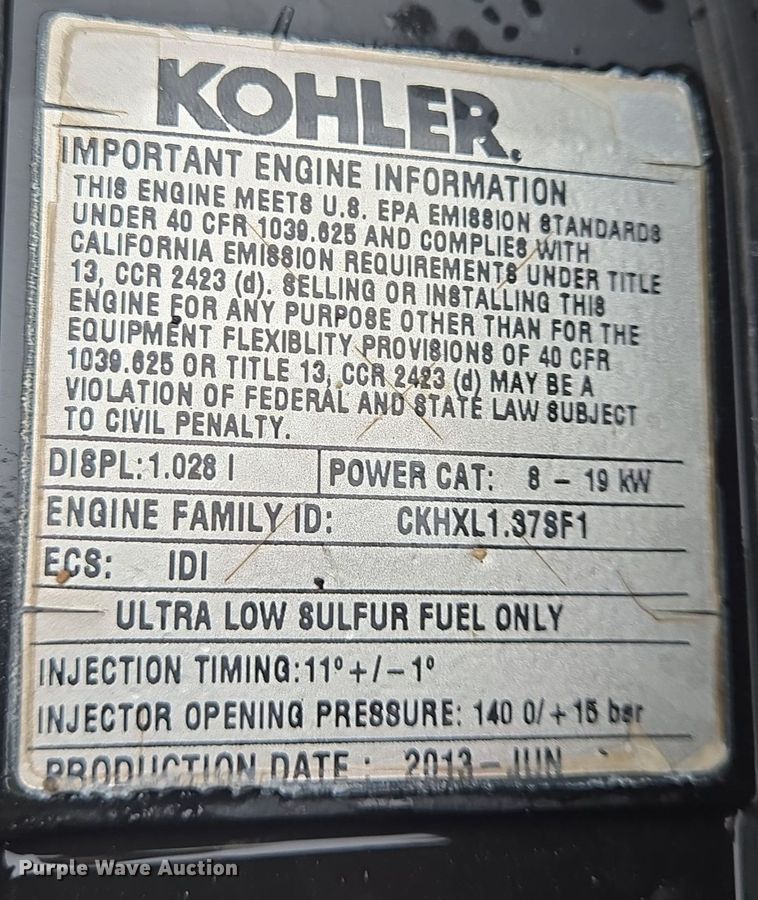 KOHLER.
IMPORTANT ENGINE INFORMATION
THIS ENGINE MEETS U.S. EPA EMISSION STANDARDS
UNDER 40 CFR 1039.625 AND COMPLIES WITH
CALIFORNIA EMISSION REQUIREMENTS UNDER TITLE
13, CCR 2423 (d). SELLING OR INSTALLING THIS
ENGINE FOR ANY PURPOSE OTHER THAN FOR THE
EQUIPMENT FLEXIBLITY PROVISIONS OF 40 CFR
1039.625 OR TITLE 13, CCR 2423 (d) MAY BE A
VIOLATION OF FEDERAL AND STATE LAW SUBJECT
TO CIVIL PENALTY.
DISPL: 1.028 l POWER CAT: 8 - 19 kW
ENGINE FAMILY ID: CKHXL1.37SF1
ECS: IDI
ULTRA LOW SULFUR FUEL ONLY
INJECTION TIMING: 11° +/- 1°
INJECTOR OPENING PRESSURE: 140 0/+15 bar
PRODUCTION DATE : 2013 - JUN
Purple Wave Auction